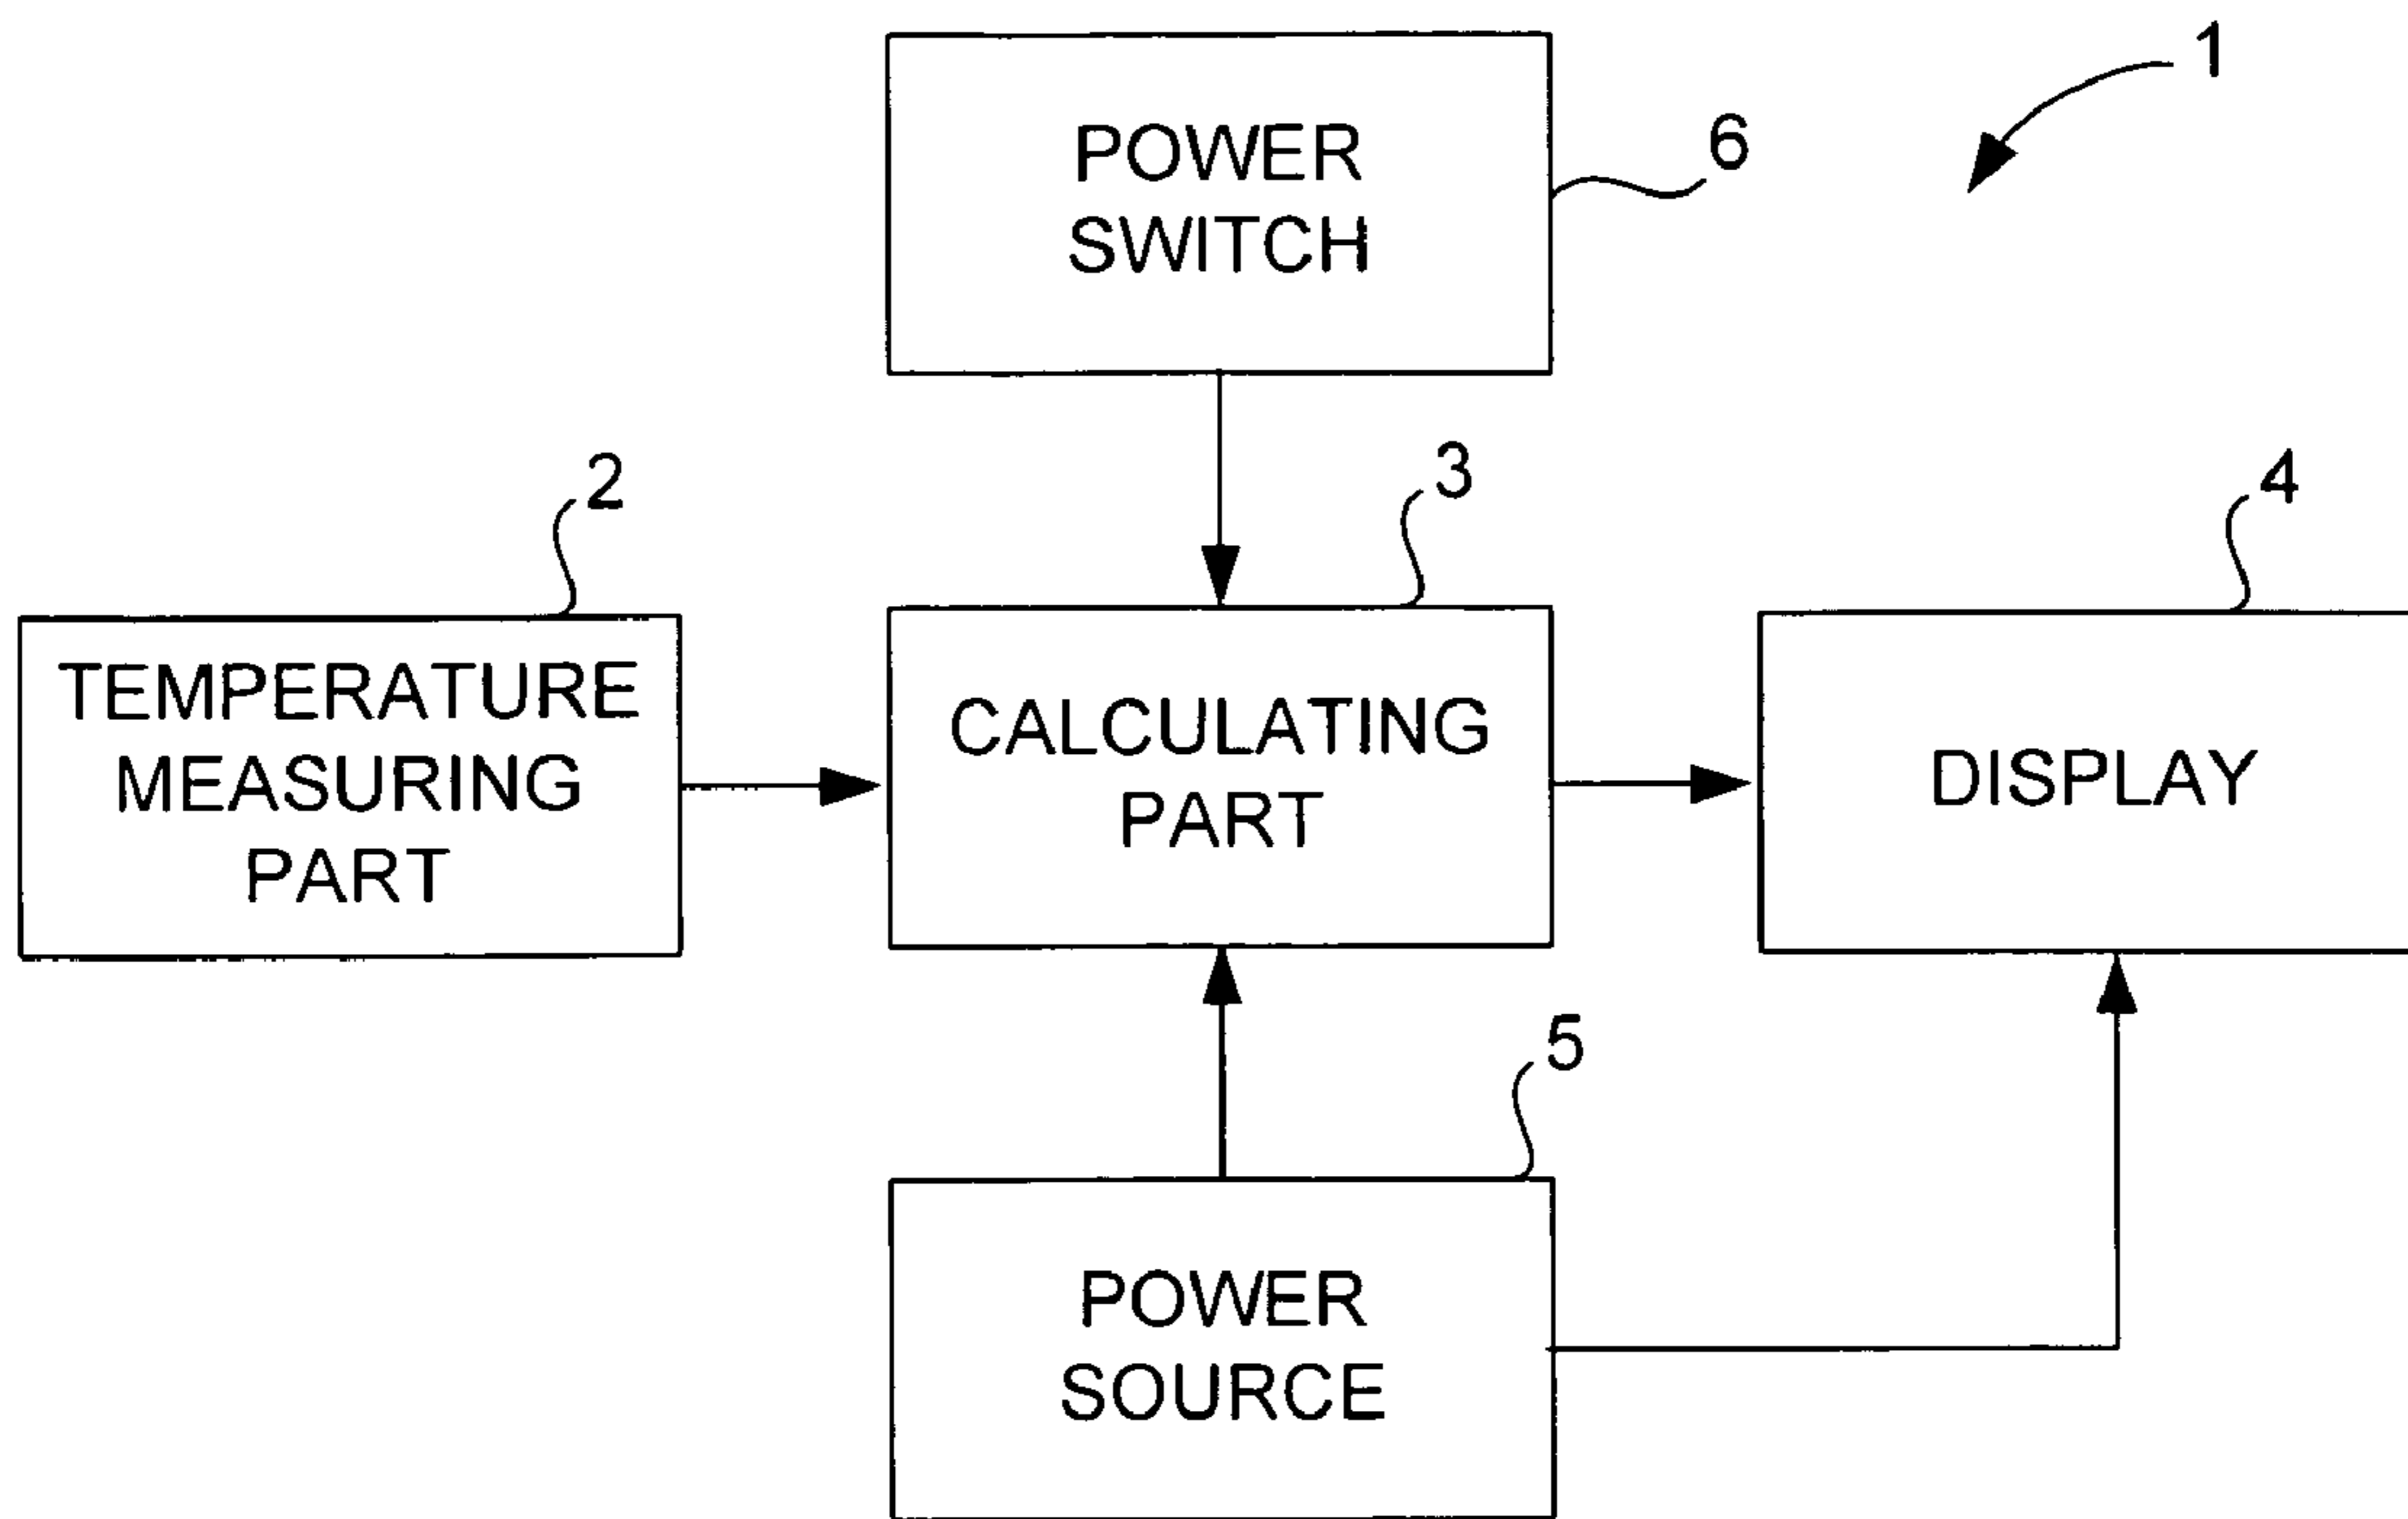 1
POWER
SWITCH
6
2
3
4
TEMPERATURE
MEASURING
PART
CALCULATING
PART
DISPLAY
5
POWER
SOURCE